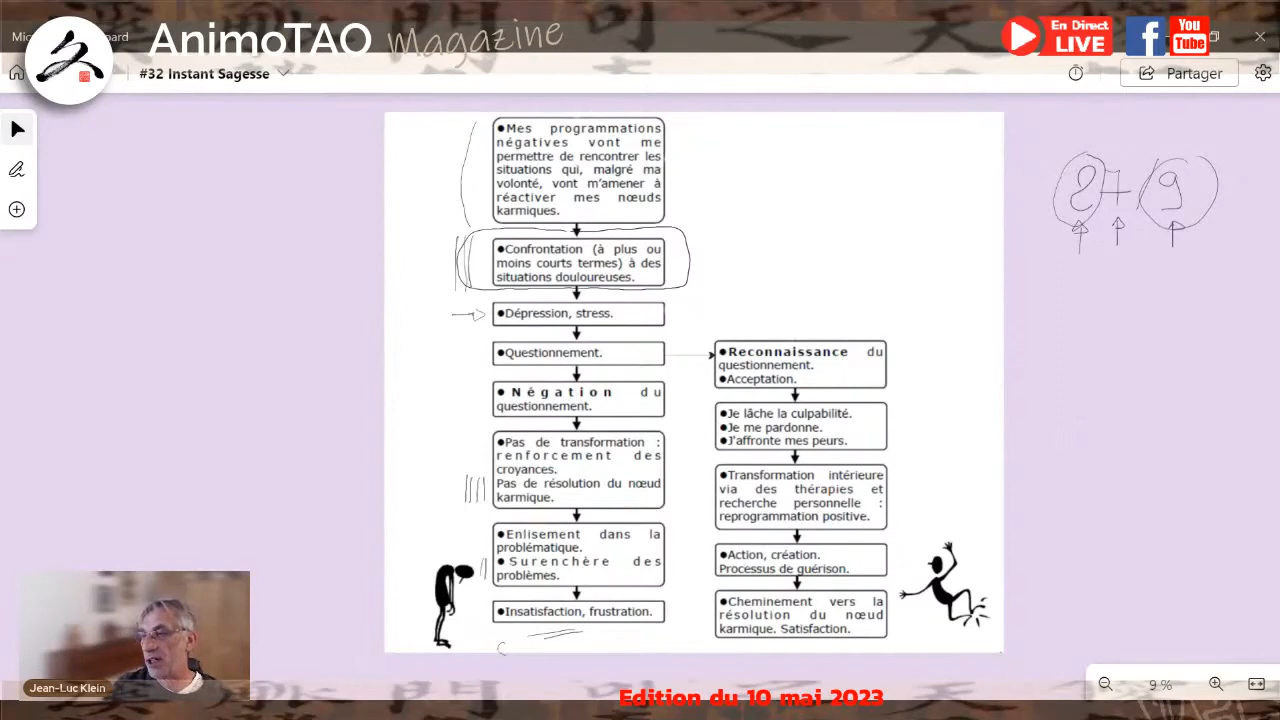 AnimoTAO Magazine
En Direct
LIVE
You
Tube
#32 Instant Sagesse
Partager
●Mes programmations
négatives vont me
permettre de rencontrer les
situations qui, malgré ma
volonté, vont m'amener à
réactiver mes nœuds
karmiques.
●Confrontation (à plus ou
moins courts termes) à des
situations douloureuses.
●Dépression, stress.
●Questionnement.
●Négation du
questionnement.
●Pas de transformation :
renforcement des
croyances.
Pas de résolution du nœud
karmique.
●Enlisement dans la
problématique.
●Surenchère des
problèmes.
●Insatisfaction, frustration.
●Reconnaissance du
questionnement.
●Acceptation.
●Je lâche la culpabilité.
●Je me pardonne.
●J'affronte mes peurs.
●Transformation intérieure
via des thérapies et
recherche personnelle :
reprogrammation positive.
●Action, création.
Processus de guérison.
●Cheminement vers la
résolution du nœud
karmique. Satisfaction.
27 9
Jean-Luc Klein
9 %
Edition du 10 mai 2023